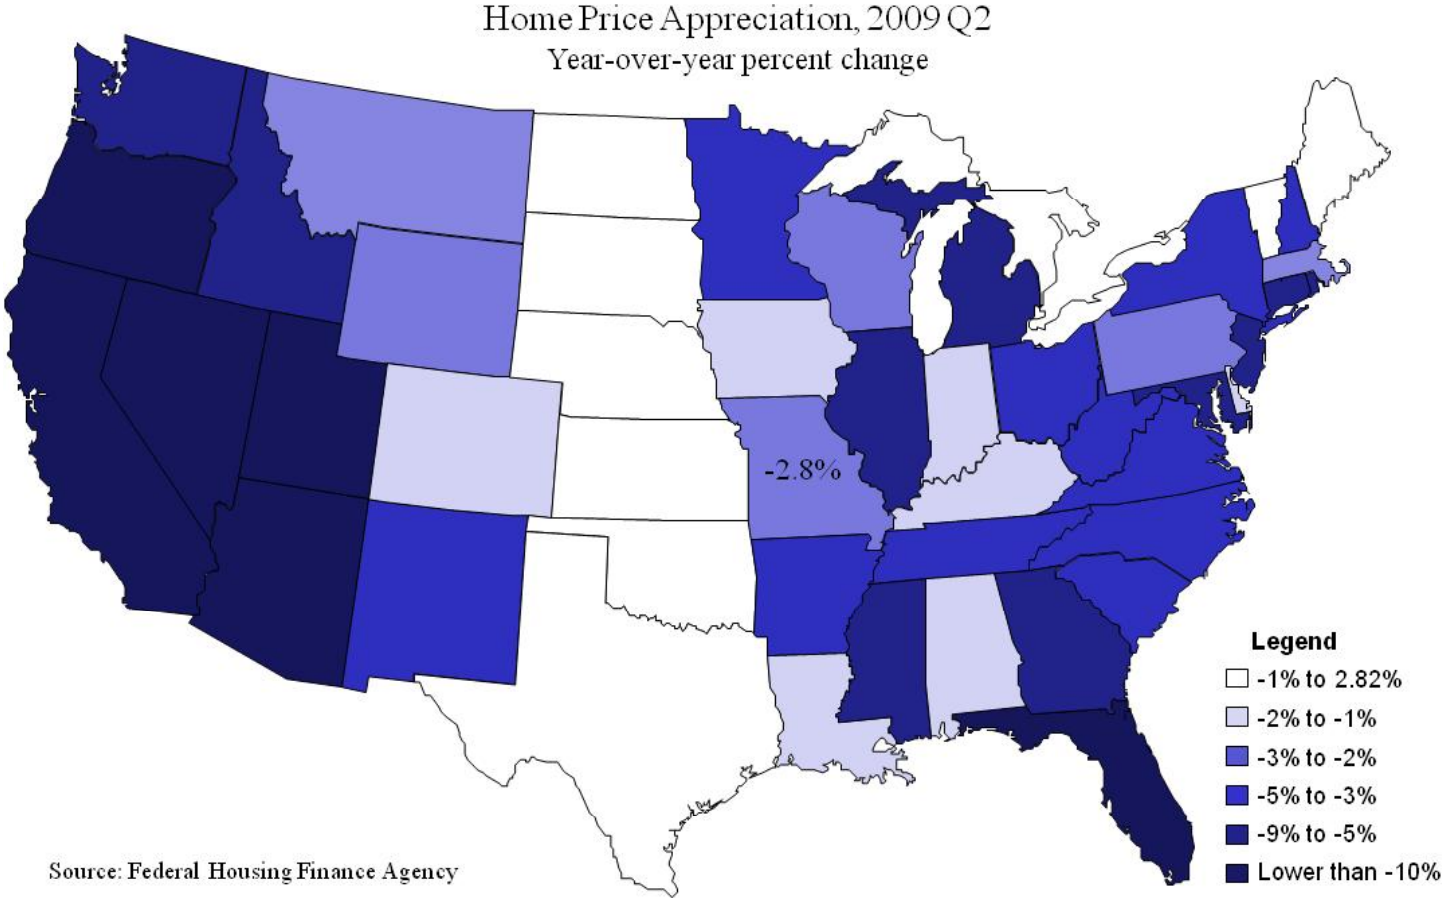 Home Price Appreciation, 2009 Q2
Year-over-year percent change
-2.8%
Legend
-1% to 2.82%
-2% to -1%
-3% to -2%
-5% to -3%
-9% to -5%
Lower than -10%
Source: Federal Housing Finance Agency